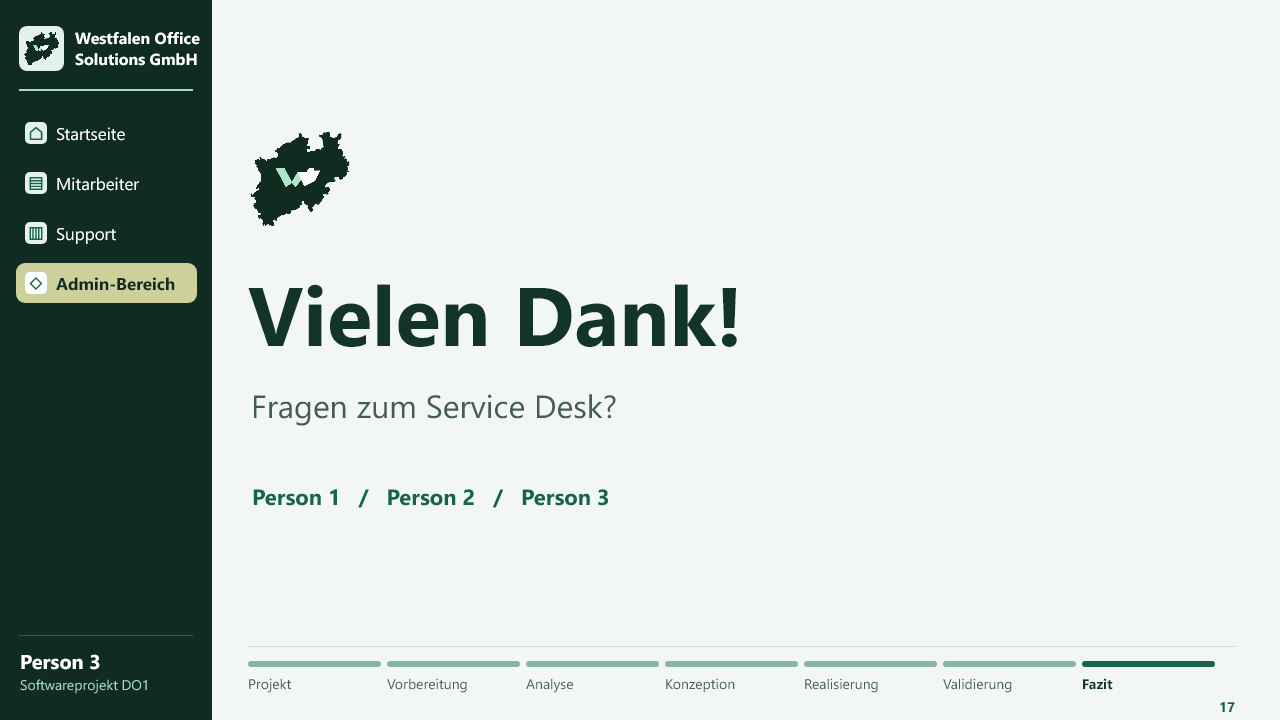 Westfalen Office
Solutions GmbH
Startseite
Mitarbeiter
Support
Admin-Bereich
Person 3
Softwareprojekt DO1
Vielen Dank!
Fragen zum Service Desk?
Person 1 / Person 2 / Person 3
Projekt Vorbereitung Analyse Konzeption Realisierung Validierung Fazit
17